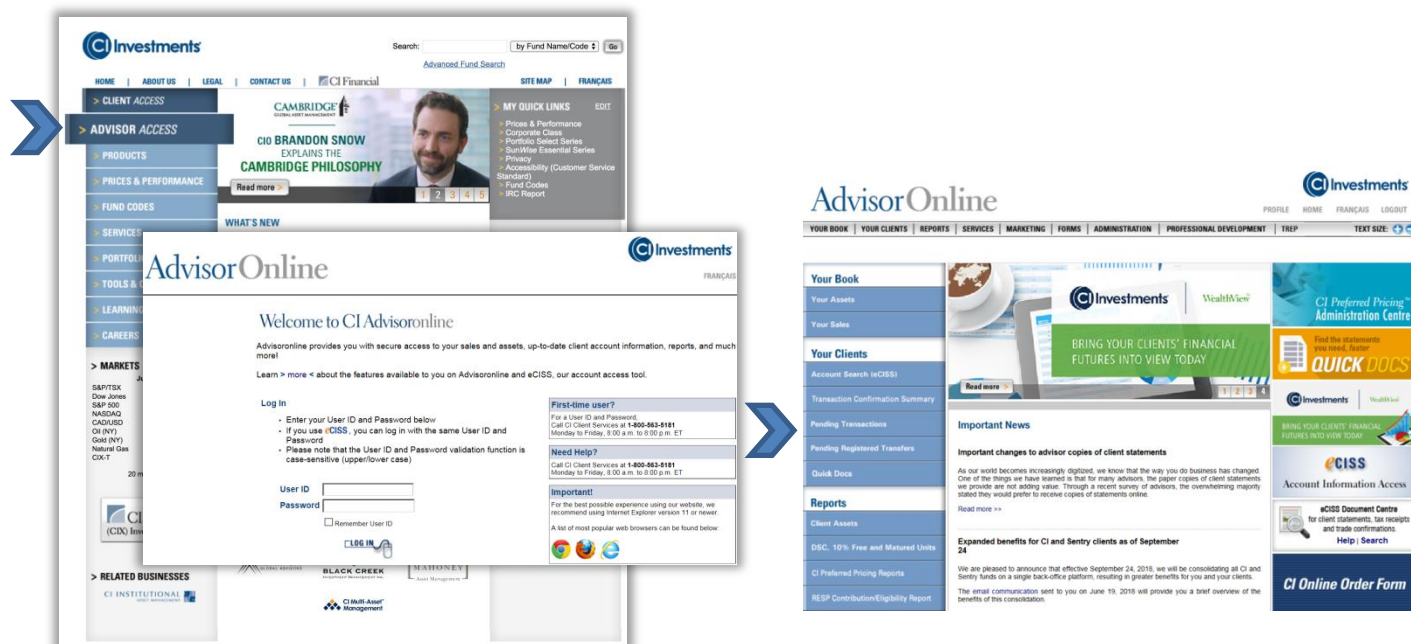 CI Investments
Search:
by Fund Name/Code
Go
Advanced Fund Search
HOME | ABOUT US | LEGAL | CONTACT US | CI Financial
SITE MAP | FRANÇAIS
> CLIENT ACCESS
> ADVISOR ACCESS
> PRODUCTS
> PRICES & PERFORMANCE
> FUND CODES
> SERVICES
> PORTFOL
> TOOLS &
> LEARNING
> CAREERS
CAMBRIDGE
GLOBAL ASSET MANAGEMENT
CIO BRANDON SNOW
EXPLAINS THE
CAMBRIDGE PHILOSOPHY
Read more >
1 2 3 4 5
> MY QUICK LINKS EDIT
> Prices & Performance
> Corporate Class
> Portfolio Select Series
> SunWise Essential Series
> Privacy
> Accessibility (Customer Service
Standard)
> Fund Codes
> IRC Report
WHAT'S NEW
> MARKETS
S&P/TSX
Dow Jones
S&P 500
NASDAQ
CAD/USD
Oil (NY)
Gold (NY)
Natural Gas
CIX-T
20 m
CI
(CIX) Inv
> RELATED BUSINESSES
CI INSTITUTIONAL
ASSET MANAGEMENT
GLOBAL ADVISORS
BLACK CREEK
MAHONEY
Asset Management
CI Multi-Asset
Management
AdvisorOnline
CI Investments
FRANÇAIS
Welcome to CI Advisoronline
Advisoronline provides you with secure access to your sales and assets, up-to-date client account information, reports, and much
more!
Learn > more < about the features available to you on Advisoronline and eCISS, our account access tool.
Log In
• Enter your User ID and Password below
• If you use eCISS, you can log in with the same User ID and
Password
• Please note that the User ID and Password validation function is
case-sensitive (upper/lower case)
User ID
Password
Remember User ID
LOG IN
First-time user?
For a User ID and Password,
Call CI Client Services at 1-800-563-5181
Monday to Friday, 8:00 a.m. to 8:00 p.m. ET
Need Help?
Call CI Client Services at 1-800-563-5181
Monday to Friday, 8:00 a.m. to 8:00 p.m. ET
Important!
For the best possible experience using our website, we
recommend using Internet Explorer version 11 or newer.
A list of most popular web browsers can be found below:
AdvisorOnline
CI Investments
PROFILE HOME FRANÇAIS LOGOUT
YOUR BOOK | YOUR CLIENTS | REPORTS | SERVICES | MARKETING | FORMS | ADMINISTRATION | PROFESSIONAL DEVELOPMENT | TREP
TEXT SIZE:
Your Book
Your Assets
Your Sales
Your Clients
Account Search (eCISS)
Transaction Confirmation Summary
Pending Transactions
Pending Registered Transfers
Quick Docs
Reports
Client Assets
DSC, 10% Free and Matured Units
CI Preferred Pricing Reports
RESP Contribution/Eligibility Report
CI Investments
WealthView
BRING YOUR CLIENTS' FINANCIAL
FUTURES INTO VIEW TODAY
Read more >
1 2 3 4
Important News
Important changes to advisor copies of client statements
As our world becomes increasingly digitized, we know that the way you do business has changed.
One of the things we have learned is that for many advisors, the paper copies of client statements
we provide are not adding value. Through a recent survey of advisors, the overwhelming majority
stated they would prefer to receive copies of statements online.
Read more >>
Expanded benefits for CI and Sentry clients as of September
24
We are pleased to announce that effective September 24, 2018, we will be consolidating all CI and
Sentry funds on a single back-office platform, resulting in greater benefits for you and your clients.
The email communication sent to you on June 19, 2018 will provide you a brief overview of the
benefits of this consolidation.
CI Preferred Pricing™
Administration Centre
Find the statements
you need, faster
QUICK DOCS
CI Investments
WealthView
BRING YOUR CLIENTS' FINANCIAL
FUTURES INTO VIEW TODAY
eCISS
Account Information Access
eCISS Document Centre
for client statements, tax receipts
and trade confirmations.
Help | Search
CI Online Order Form